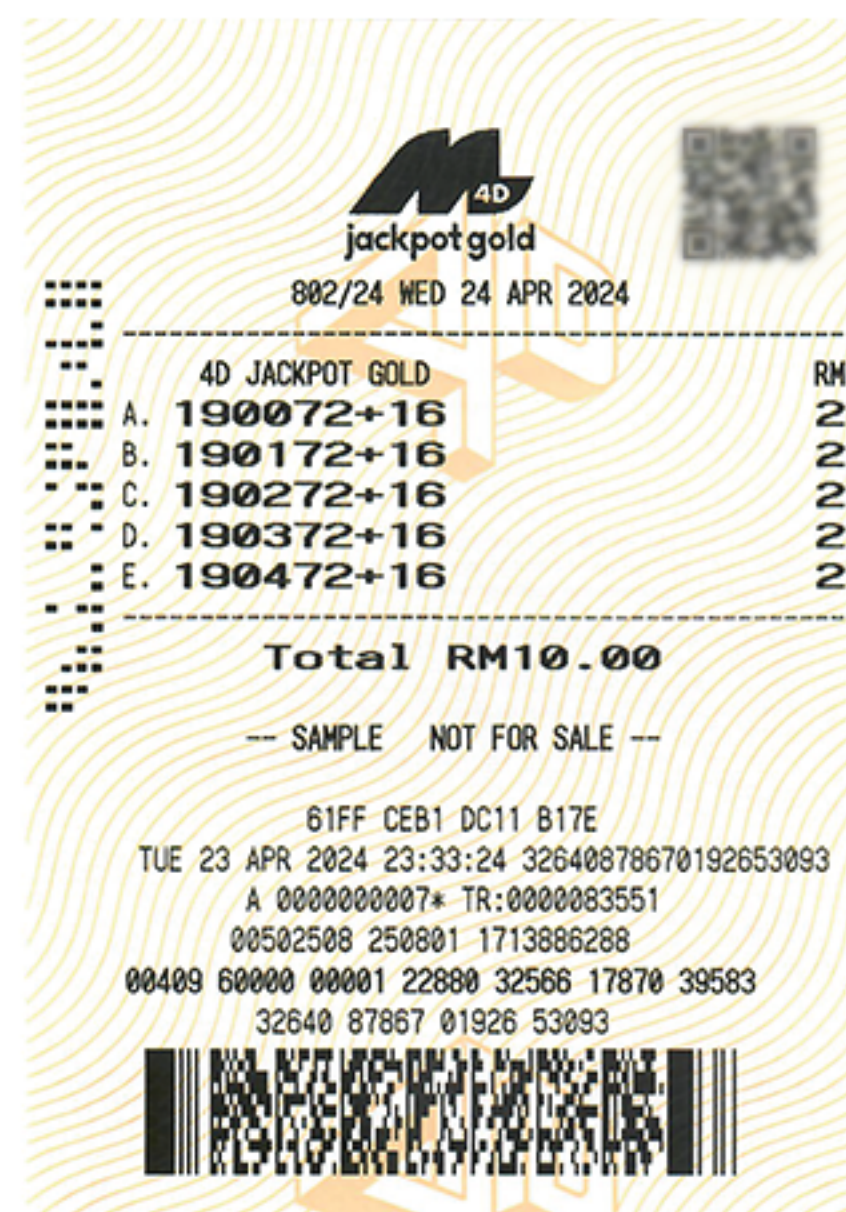 M 4D
jackpot gold
802/24 WED 24 APR 2024
4D JACKPOT GOLD RM
A. 190072+16 2
B. 190172+16 2
C. 190272+16 2
D. 190372+16 2
E. 190472+16 2
Total RM10.00
-- SAMPLE NOT FOR SALE --
61FF CEB1 DC11 B17E
TUE 23 APR 2024 23:33:24 32640878670192653093
A 0000000007* TR:0000083551
00502508 250801 1713886288
00409 60000 00001 22880 32566 17870 39583
32640 87867 01926 53093